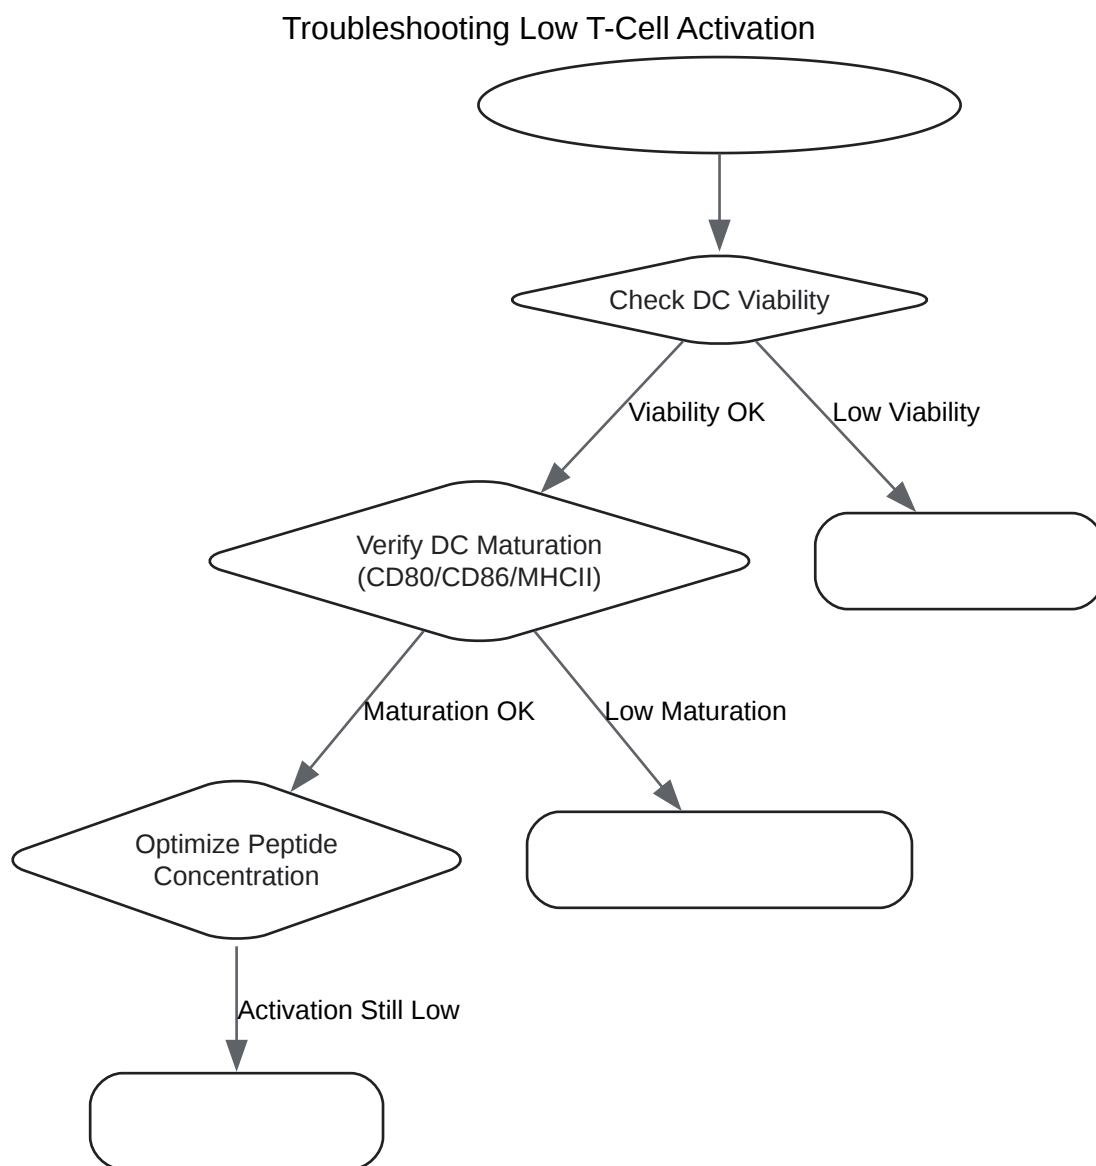 Troubleshooting Low T-Cell Activation
Check DC Viability
Viability OK
Low Viability
Verify DC Maturation
(CD80/CD86/MHCII)
Maturation OK
Low Maturation
Optimize Peptide
Concentration
Activation Still Low